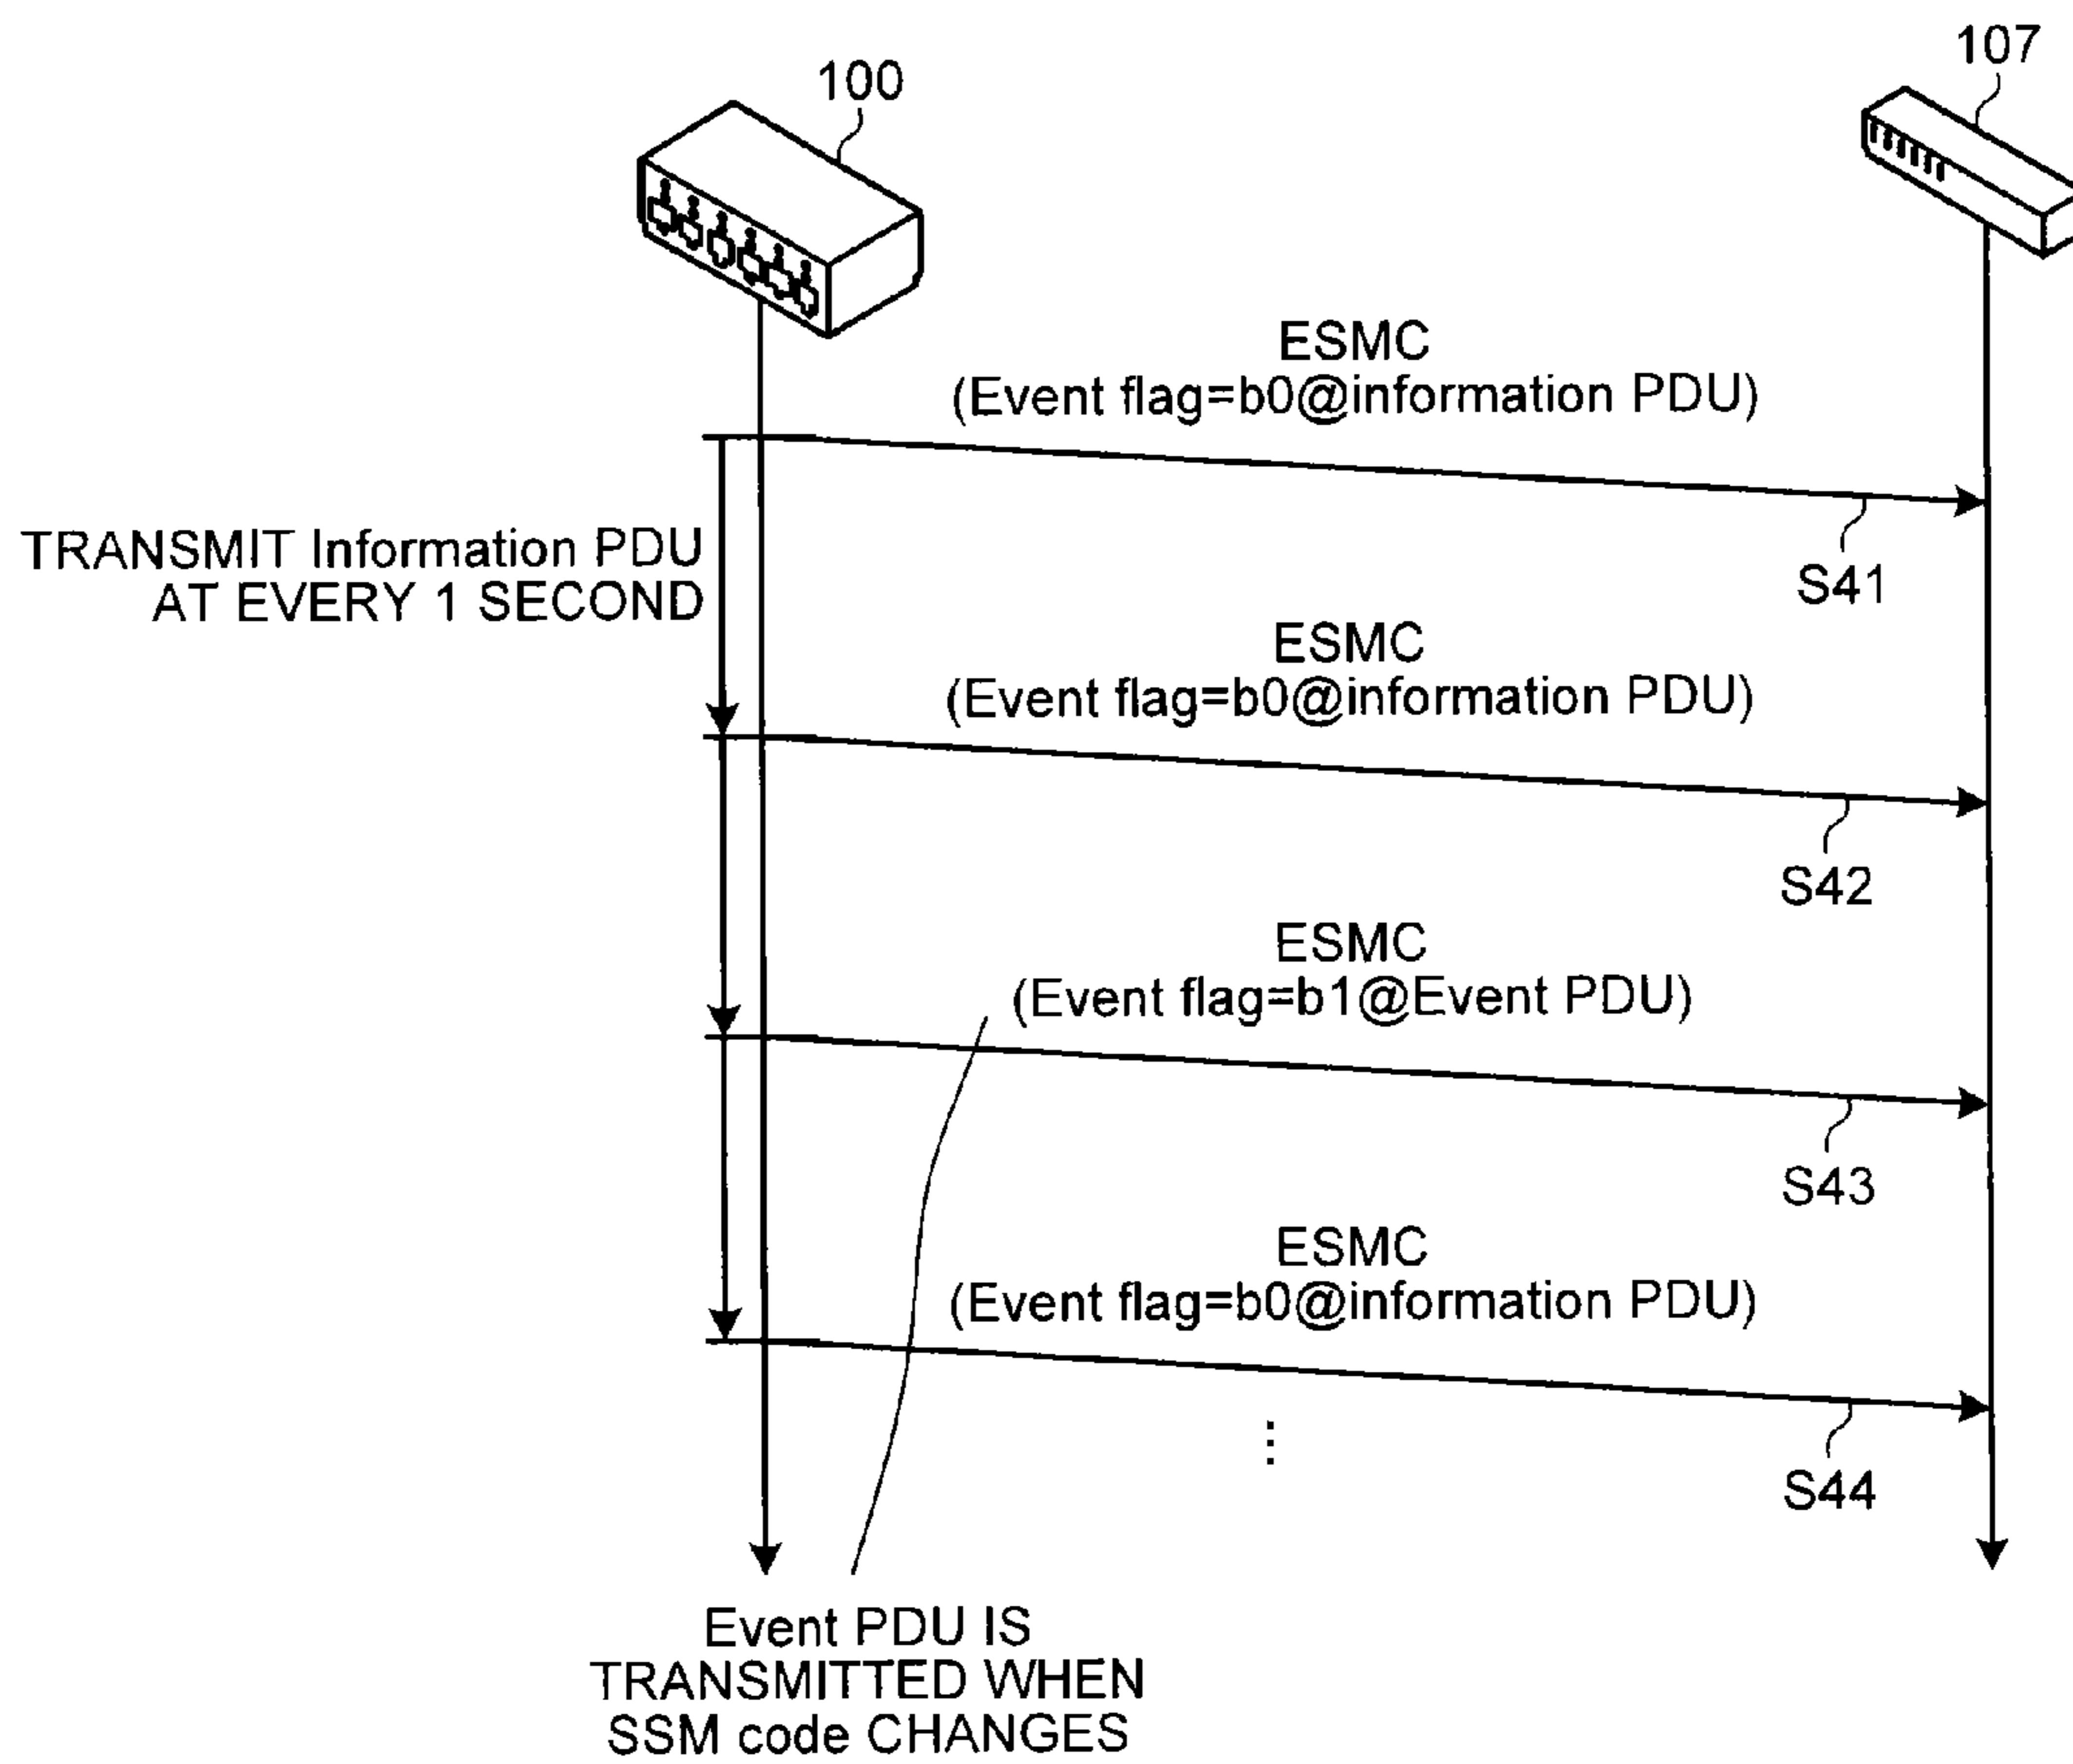 100
107
ESMC
(Event flag=b0@information PDU)
TRANSMIT Information PDU
AT EVERY 1 SECOND
S41
ESMC
(Event flag=b0@information PDU)
S42
ESMC
(Event flag=b1@Event PDU)
S43
ESMC
(Event flag=b0@information PDU)
S44
Event PDU IS
TRANSMITTED WHEN
SSM code CHANGES